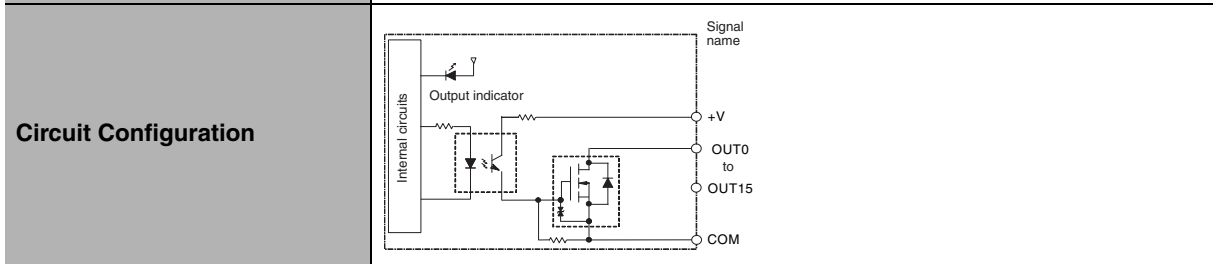 Circuit Configuration
Signal
name
Internal circuits
Output indicator
+V
OUT0
to
OUT15
COM